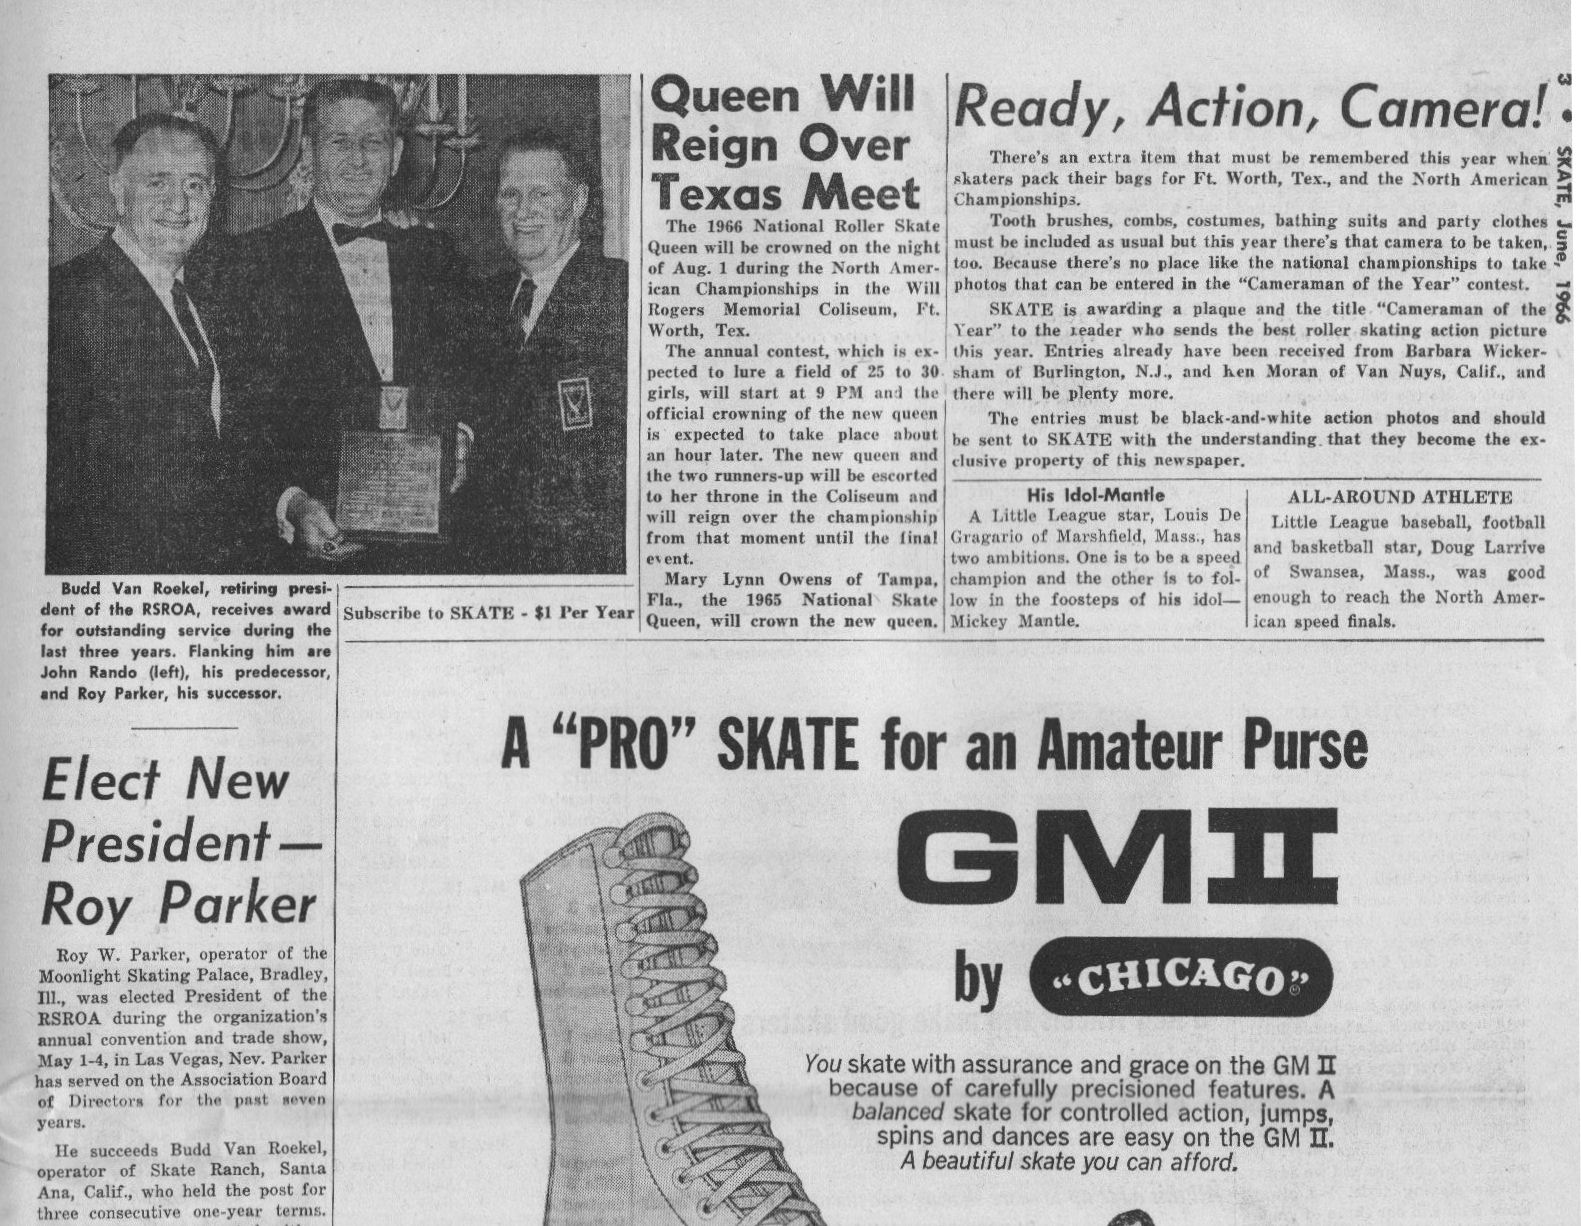 3 • SKATE, June, 1966
Budd Van Roekel, retiring presi-
dent of the RSROA, receives award
for outstanding service during the
last three years. Flanking him are
John Rando (left), his predecessor,
and Roy Parker, his successor.
Elect New
President—
Roy Parker
Roy W. Parker, operator of the
Moonlight Skating Palace, Bradley,
Ill., was elected President of the
RSROA during the organization's
annual convention and trade show,
May 1-4, in Las Vegas, Nev. Parker
has served on the Association Board
of Directors for the past seven
years.
He succeeds Budd Van Roekel,
operator of Skate Ranch, Santa
Ana, Calif., who held the post for
three consecutive one-year terms.
Subscribe to SKATE - $1 Per Year
Queen Will
Reign Over
Texas Meet
The 1966 National Roller Skate
Queen will be crowned on the night
of Aug. 1 during the North Amer-
ican Championships in the Will
Rogers Memorial Coliseum, Ft.
Worth, Tex.
The annual contest, which is ex-
pected to lure a field of 25 to 30
girls, will start at 9 PM and the
official crowning of the new queen
is expected to take place about
an hour later. The new queen and
the two runners-up will be escorted
to her throne in the Coliseum and
will reign over the championship
from that moment until the final
event.
Mary Lynn Owens of Tampa,
Fla., the 1965 National Skate
Queen, will crown the new queen.
Ready, Action, Camera!
There's an extra item that must be remembered this year when
skaters pack their bags for Ft. Worth, Tex., and the North American
Championships.
Tooth brushes, combs, costumes, bathing suits and party clothes
must be included as usual but this year there's that camera to be taken,
too. Because there's no place like the national championships to take
photos that can be entered in the "Cameraman of the Year" contest.
SKATE is awarding a plaque and the title "Cameraman of the
Year" to the reader who sends the best roller skating action picture
this year. Entries already have been received from Barbara Wicker-
sham of Burlington, N.J., and Ken Moran of Van Nuys, Calif., and
there will be plenty more.
The entries must be black-and-white action photos and should
be sent to SKATE with the understanding that they become the ex-
clusive property of this newspaper.
His Idol-Mantle
A Little League star, Louis De
Gragario of Marshfield, Mass., has
two ambitions. One is to be a speed
champion and the other is to fol-
low in the foosteps of his idol—
Mickey Mantle.
ALL-AROUND ATHLETE
Little League baseball, football
and basketball star, Doug Larrive
of Swansea, Mass., was good
enough to reach the North Amer-
ican speed finals.
A "PRO" SKATE for an Amateur Purse
GM II
by "CHICAGO"
You skate with assurance and grace on the GM II
because of carefully precisioned features. A
balanced skate for controlled action, jumps,
spins and dances are easy on the GM II.
A beautiful skate you can afford.